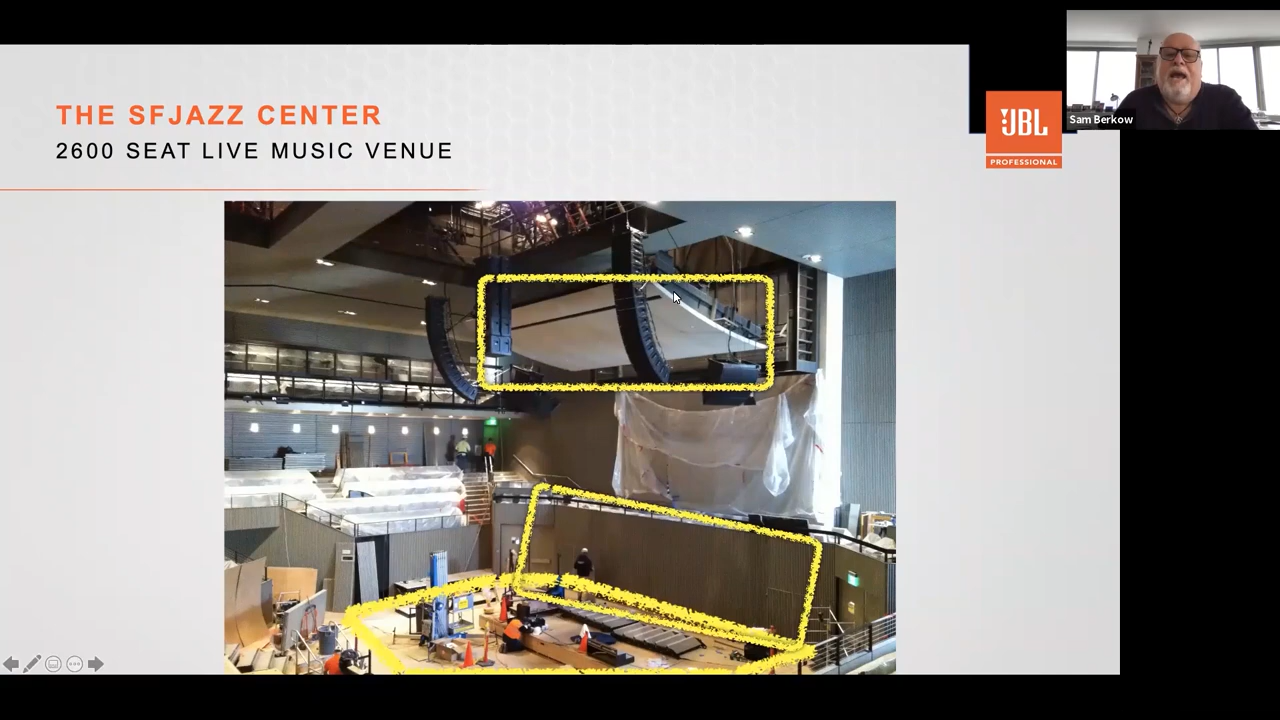 THE SFJAZZ CENTER
2600 SEAT LIVE MUSIC VENUE
JBL
PROFESSIONAL
Sam Berkow